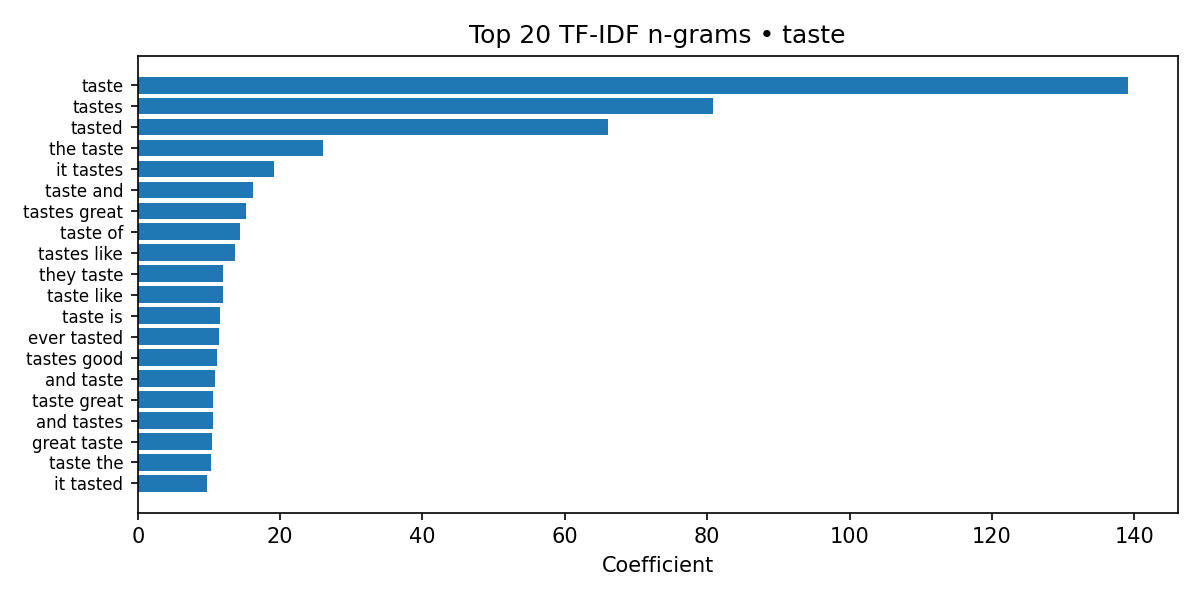 Top 20 TF-IDF n-grams • taste
taste
tastes
tasted
the taste
it tastes
taste and
tastes great
taste of
tastes like
they taste
taste like
taste is
ever tasted
tastes good
and taste
taste great
and tastes
great taste
taste the
it tasted
0 20 40 60 80 100 120 140
Coefficient